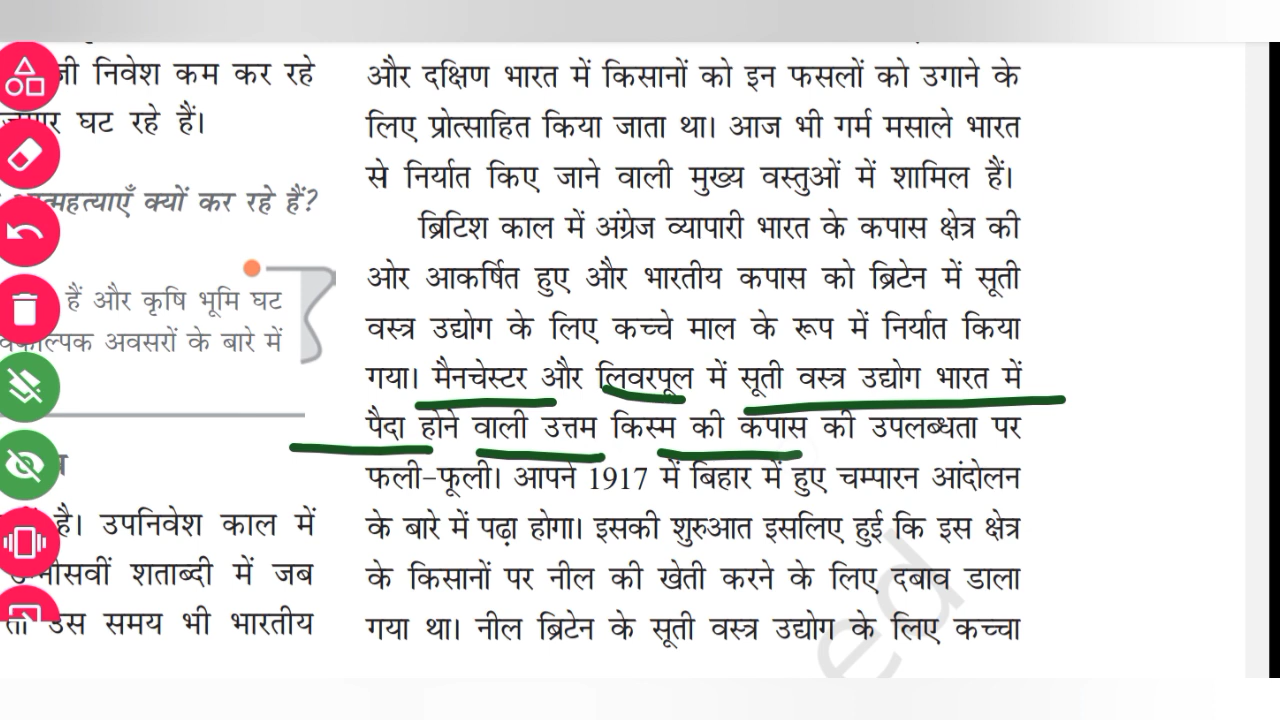 निवेश कम कर रहे
घट रहे हैं।
क्यों कर रहे हैं?
हैं और कृषि भूमि घट
अवसरों के बारे में
है। उपनिवेश काल में
शताब्दी में जब
उस समय भी भारतीय
और दक्षिण भारत में किसानों को इन फसलों को उगाने के
लिए प्रोत्साहित किया जाता था। आज भी गर्म मसाले भारत
से निर्यात किए जाने वाली मुख्य वस्तुओं में शामिल हैं।
ब्रिटिश काल में अंग्रेज व्यापारी भारत के कपास क्षेत्र की
ओर आकर्षित हुए और भारतीय कपास को ब्रिटेन में सूती
वस्त्र उद्योग के लिए कच्चे माल के रूप में निर्यात किया
गया। मैनचेस्टर और लिवरपूल में सूती वस्त्र उद्योग भारत में
पैदा होने वाली उत्तम किस्म की कपास की उपलब्धता पर
फली-फूली। आपने 1917 में बिहार में हुए चम्पारन आंदोलन
के बारे में पढ़ा होगा। इसकी शुरुआत इसलिए हुई कि इस क्षेत्र
के किसानों पर नील की खेती करने के लिए दबाव डाला
गया था। नील ब्रिटेन के सूती वस्त्र उद्योग के लिए कच्चा